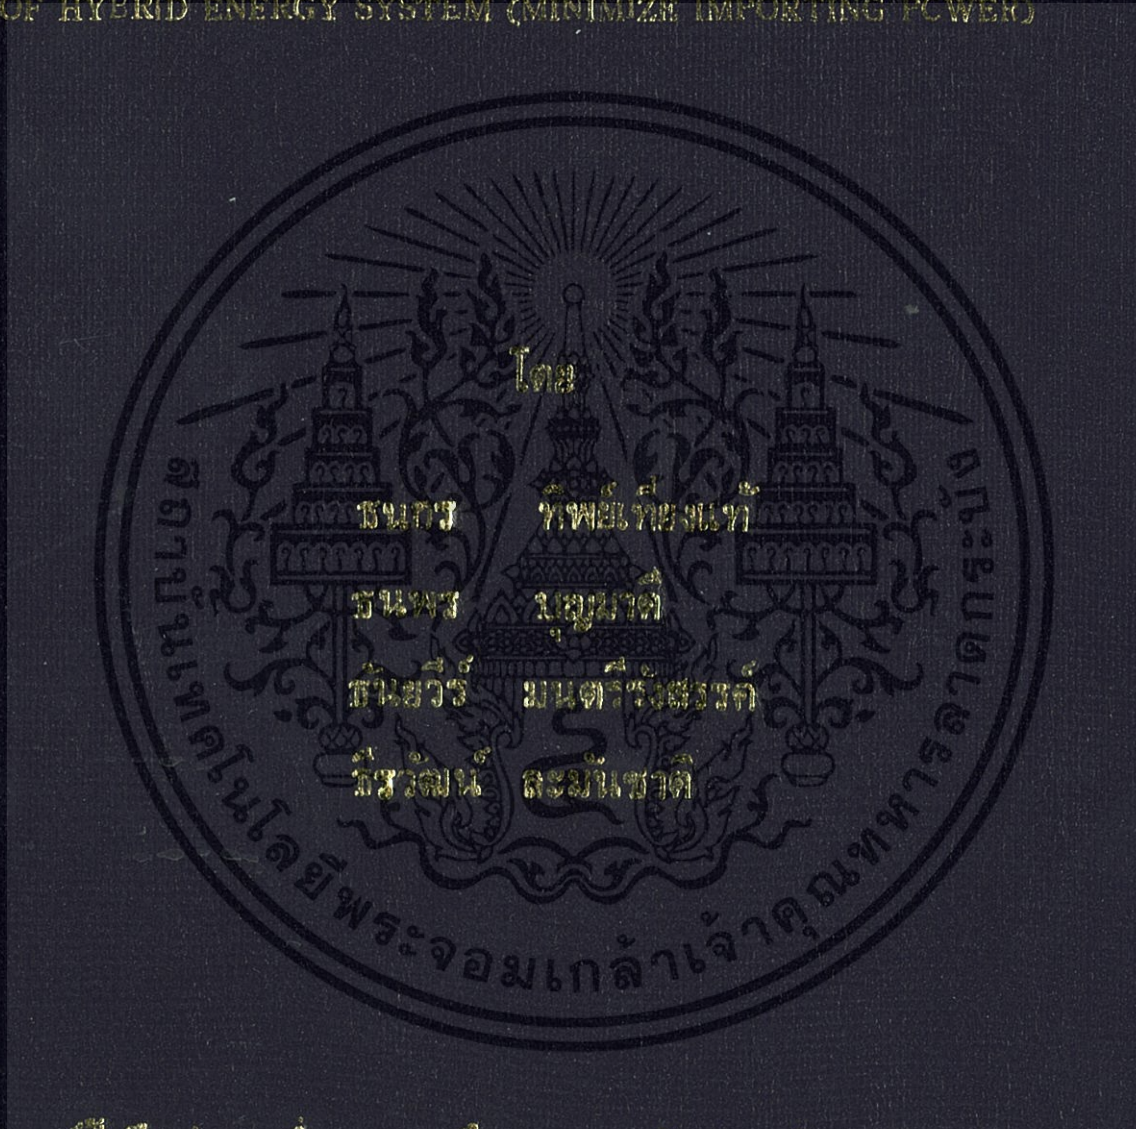 OF HYBRID ENERGY SYSTEM (MINIMIZE IMPORTING POWER)
โดย
ธนกร ทิพย์เที่ยงแท้
ธนพร บุญมาดี
ธันยวีร์ มนตรีรังสรรค์
ธีรวัฒน์ ละมันชาติ
สถาบันเทคโนโลยีพระจอมเกล้าเจ้าคุณทหารลาดกระบัง